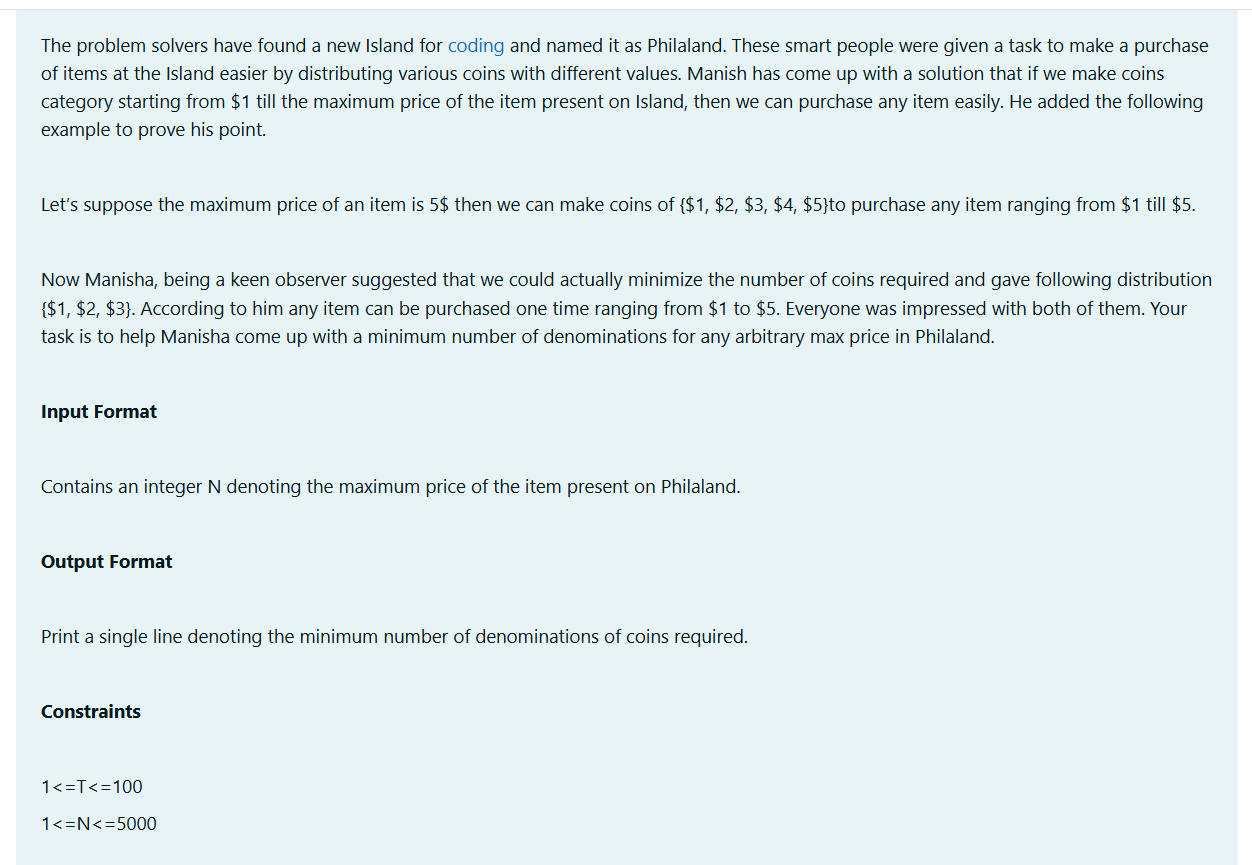 The problem solvers have found a new Island for coding and named it as Philaland. These smart people were given a task to make a purchase
of items at the Island easier by distributing various coins with different values. Manish has come up with a solution that if we make coins
category starting from $1 till the maximum price of the item present on Island, then we can purchase any item easily. He added the following
example to prove his point.
Let's suppose the maximum price of an item is 5$ then we can make coins of {$1, $2, $3, $4, $5}to purchase any item ranging from $1 till $5.
Now Manisha, being a keen observer suggested that we could actually minimize the number of coins required and gave following distribution
{$1, $2, $3}. According to him any item can be purchased one time ranging from $1 to $5. Everyone was impressed with both of them. Your
task is to help Manisha come up with a minimum number of denominations for any arbitrary max price in Philaland.
Input Format
Contains an integer N denoting the maximum price of the item present on Philaland.
Output Format
Print a single line denoting the minimum number of denominations of coins required.
Constraints
1<=T<=100
1<=N<=5000